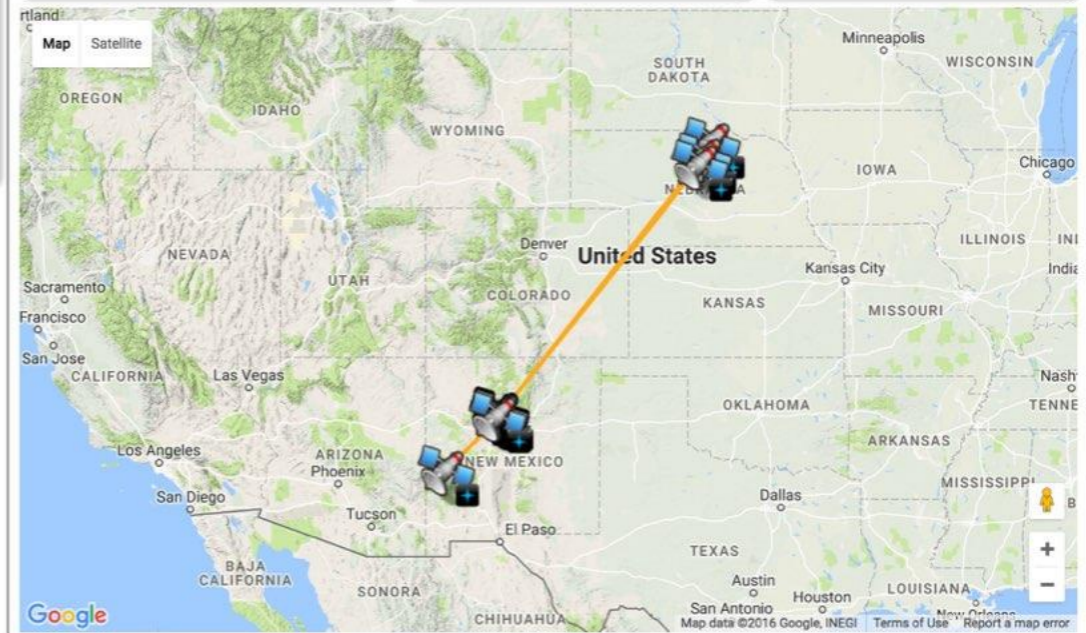 rtland
Map Satellite
Minneapolis
SOUTH
DAKOTA
WISCONSIN
OREGON
IDAHO
WYOMING
Chicago
IOWA
Denver
United States
ILLINOIS
NEVADA
UTAH
COLORADO
Kansas City
Sacramento
KANSAS
MISSOURI
Francisco
San Jose
CALIFORNIA
Las Vegas
Nash
OKLAHOMA
TENNE
ARKANSAS
Los Angeles
ARIZONA
NEW MEXICO
Phoenix
San Diego
Dallas
Tucson
El Paso
TEXAS
BAJA
CALIFORNIA
SONORA
Austin
Houston
LOUISIANA
San Antonio
CHIHUAHUA
Google
Map data ©2016 Google, INEGI Terms of Use Report a map error